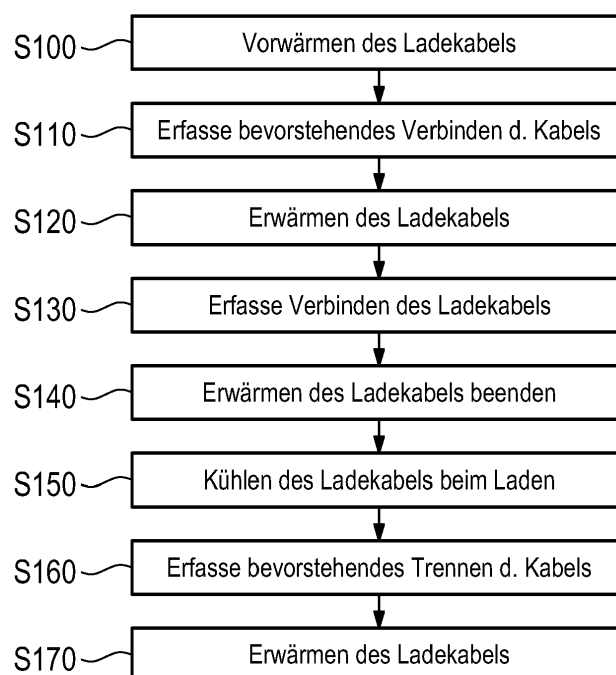 S100 Vorwärmen des Ladekabels
S110 Erfasse bevorstehendes Verbinden d. Kabels
S120 Erwärmen des Ladekabels
S130 Erfasse Verbinden des Ladekabels
S140 Erwärmen des Ladekabels beenden
S150 Kühlen des Ladekabels beim Laden
S160 Erfasse bevorstehendes Trennen d. Kabels
S170 Erwärmen des Ladekabels